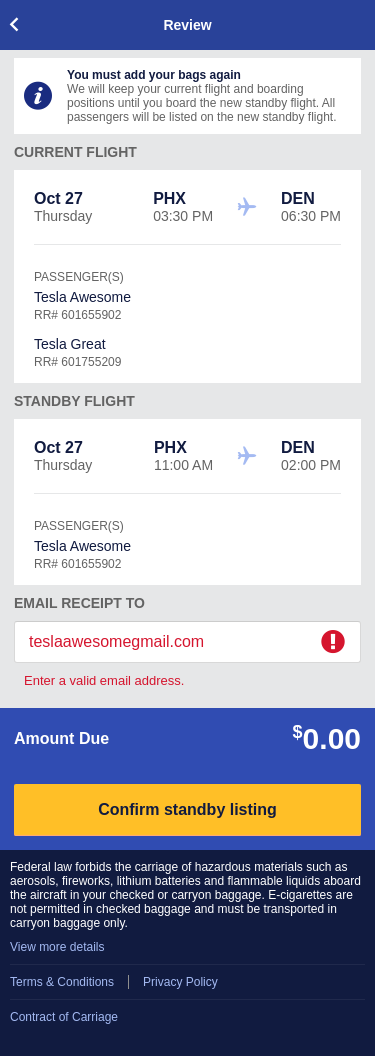 Review
You must add your bags again
We will keep your current flight and boarding
positions until you board the new standby flight. All
passengers will be listed on the new standby flight.
CURRENT FLIGHT
Oct 27 PHX DEN
Thursday 03:30 PM 06:30 PM
PASSENGER(S)
Tesla Awesome
RR# 601655902
Tesla Great
RR# 601755209
STANDBY FLIGHT
Oct 27 PHX DEN
Thursday 11:00 AM 02:00 PM
PASSENGER(S)
Tesla Awesome
RR# 601655902
EMAIL RECEIPT TO
teslaawesomegmail.com
Enter a valid email address.
Amount Due $0.00
Confirm standby listing
Federal law forbids the carriage of hazardous materials such as
aerosols, fireworks, lithium batteries and flammable liquids aboard
the aircraft in your checked or carryon baggage. E-cigarettes are
not permitted in checked baggage and must be transported in
carryon baggage only.
View more details
Terms & Conditions Privacy Policy
Contract of Carriage